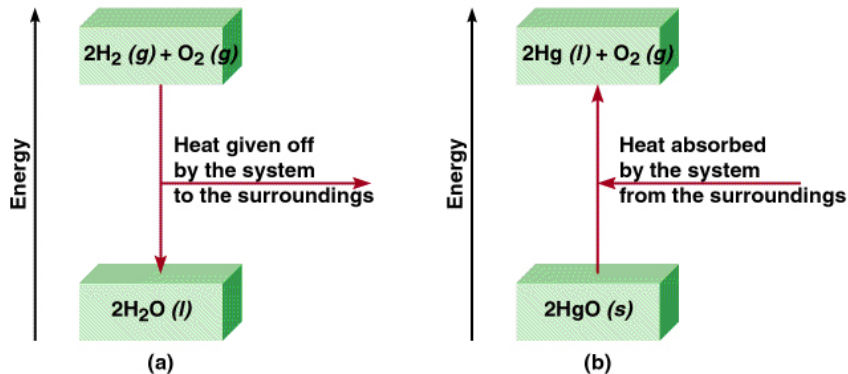 Energy
2H₂ (g) + O₂ (g)
Heat given off
by the system
to the surroundings
2H₂O (l)
(a)
Energy
2Hg (l) + O₂ (g)
Heat absorbed
by the system
from the surroundings
2HgO (s)
(b)